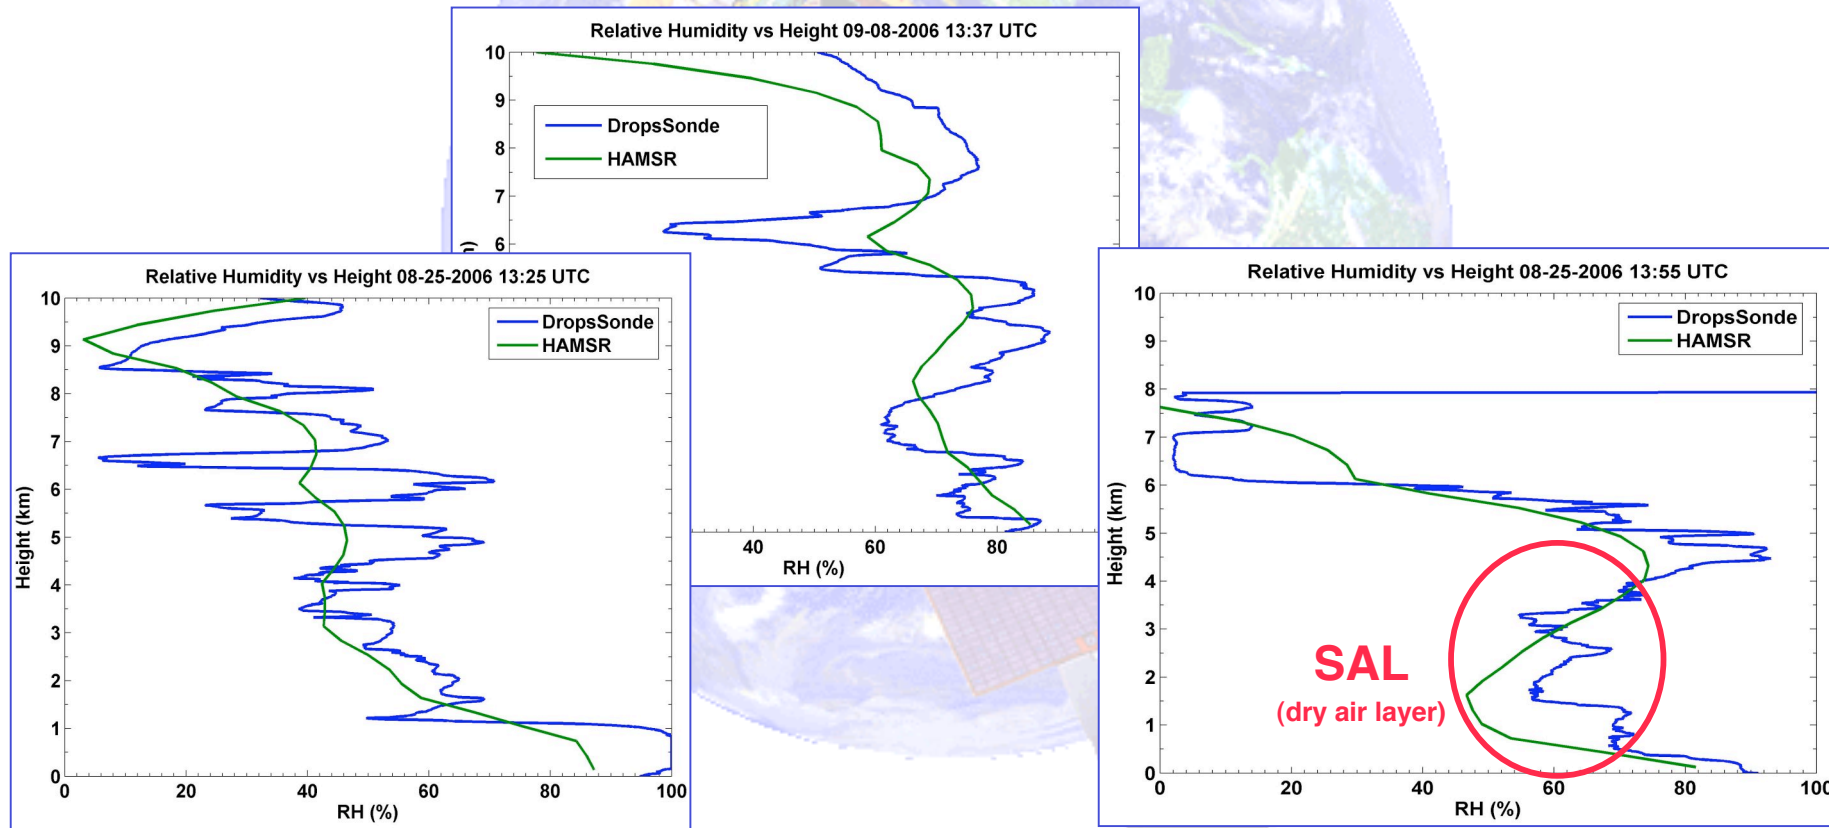 Relative Humidity vs Height 09-08-2006 13:37 UTC
10
9
8
7
6
DropsSonde
HAMSR
40
60
80
RH (%)
Relative Humidity vs Height 08-25-2006 13:25 UTC
10
9
8
7
6
5
4
3
2
1
0
Height (km)
DropsSonde
HAMSR
0
20
40
60
80
100
RH (%)
Relative Humidity vs Height 08-25-2006 13:55 UTC
10
9
8
7
6
5
4
3
2
1
0
Height (km)
DropsSonde
HAMSR
SAL
(dry air layer)
0
20
40
60
80
100
RH (%)